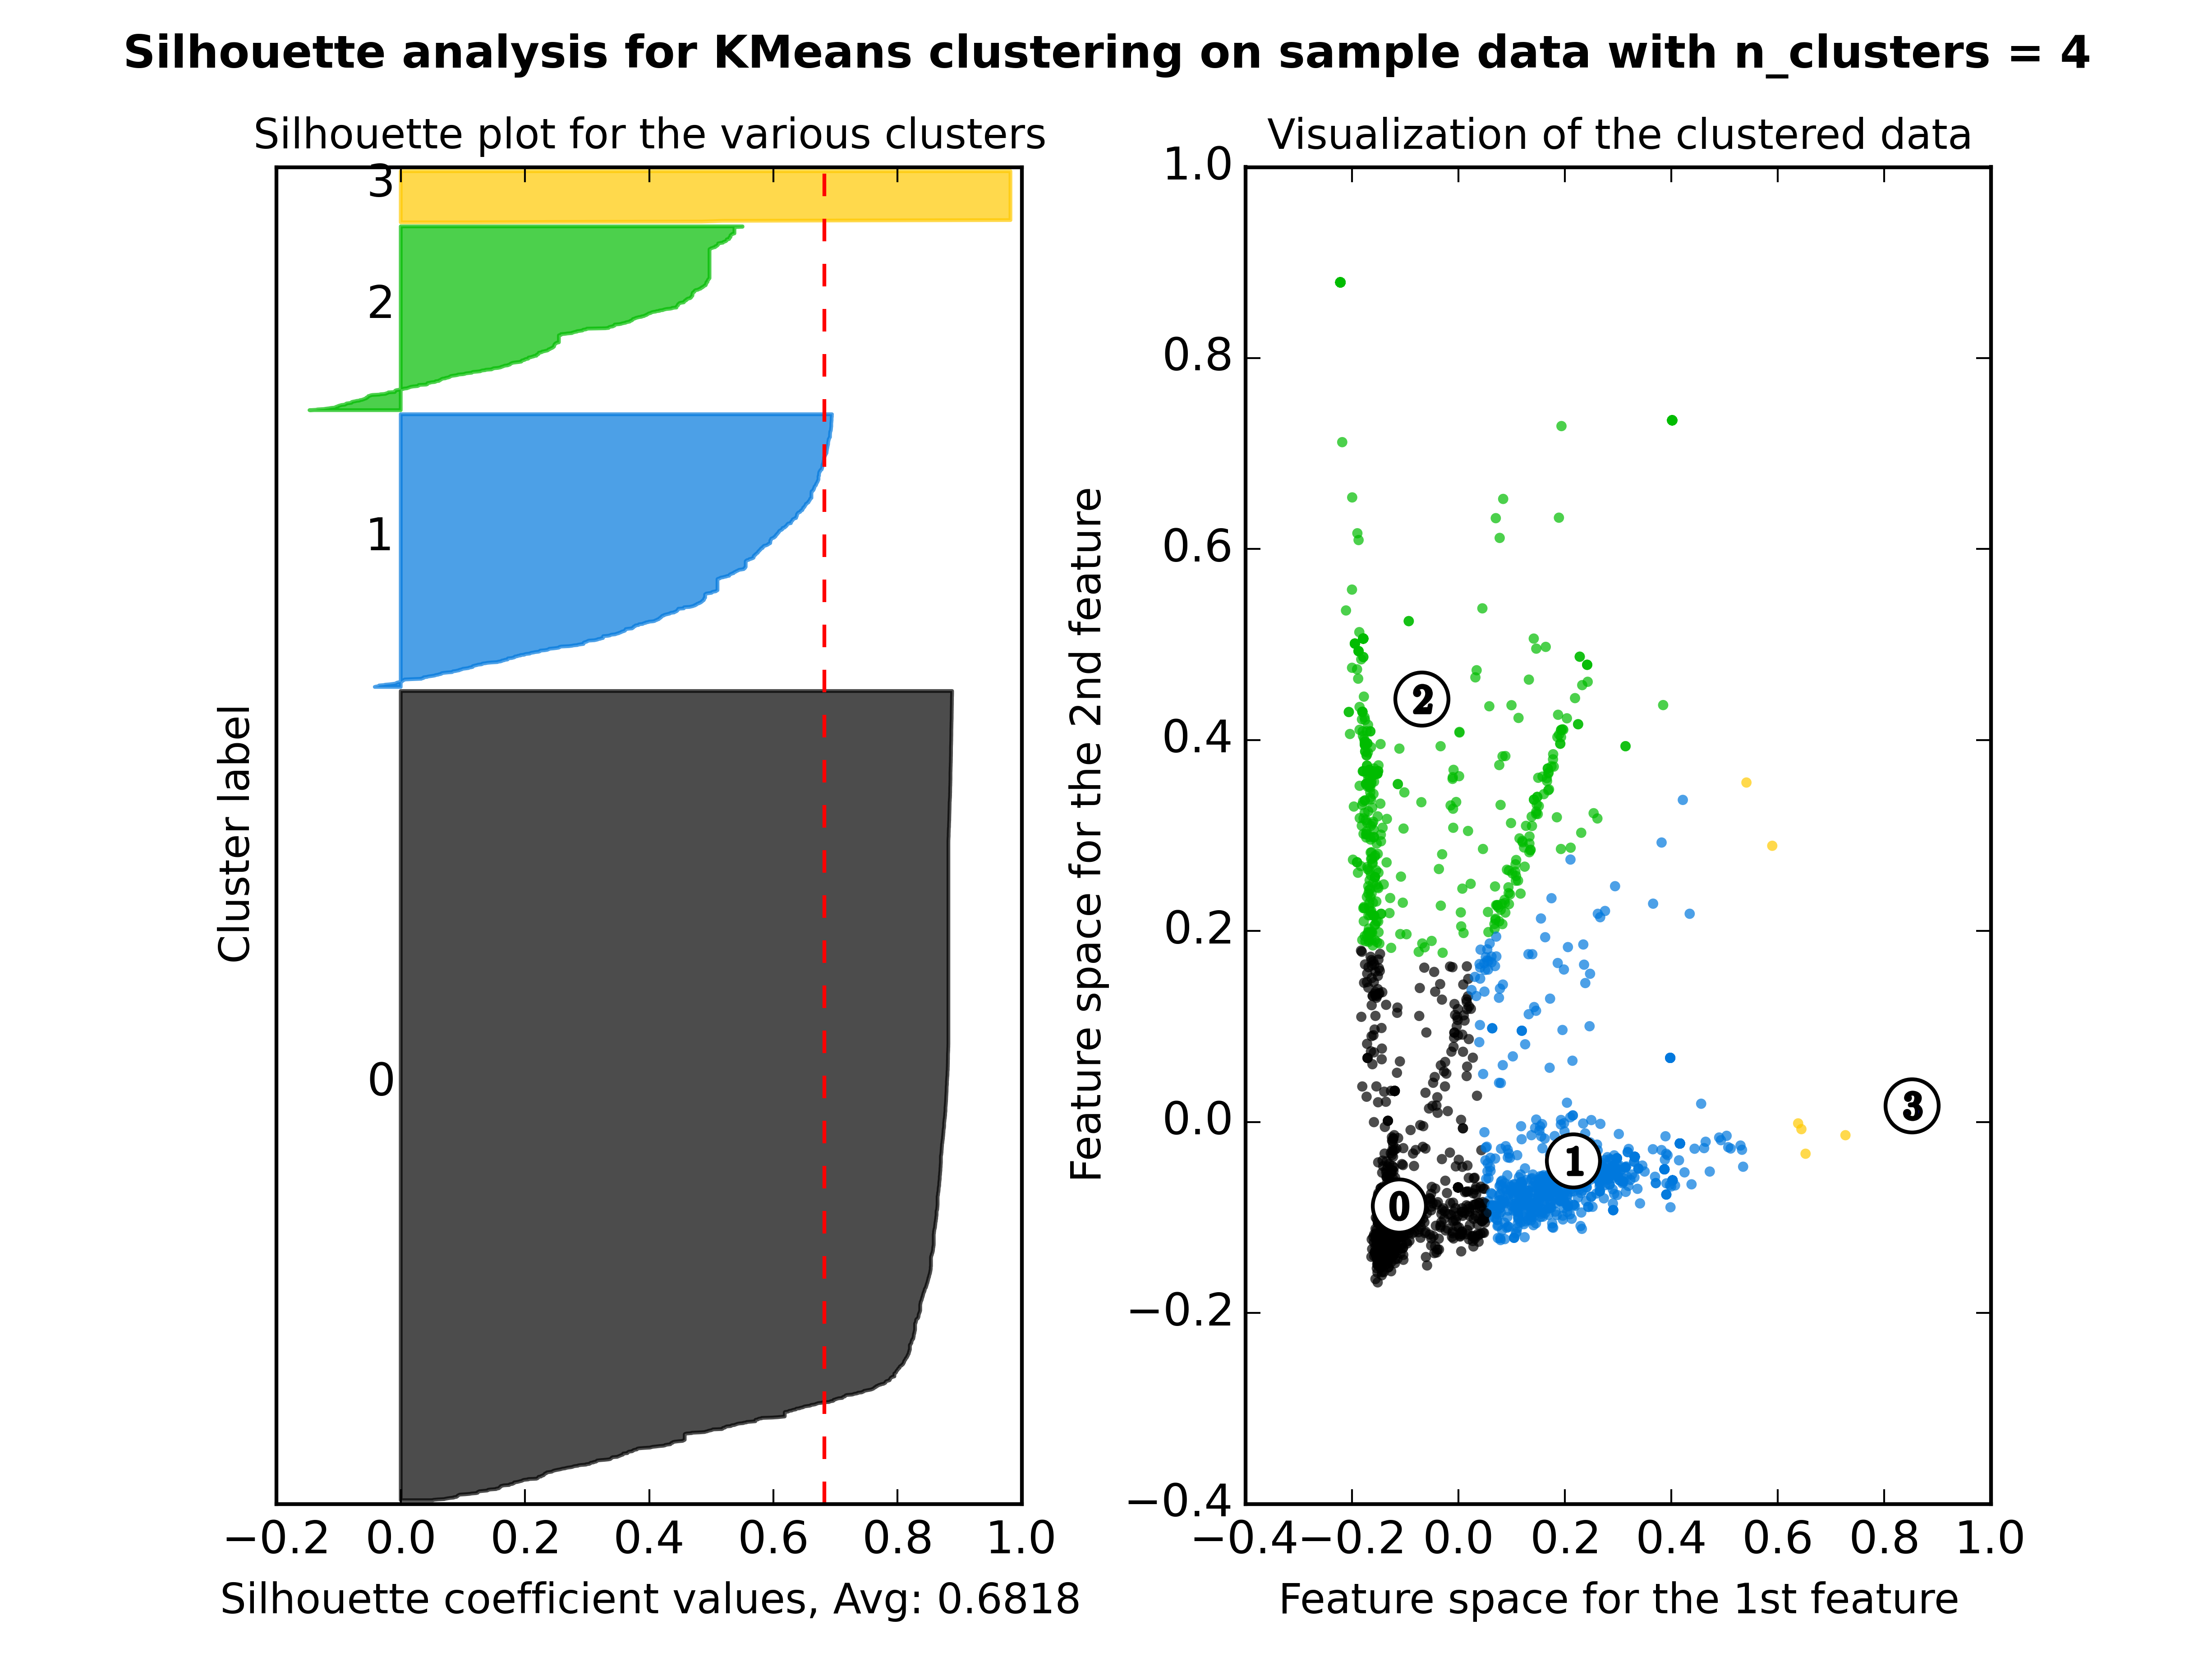 Silhouette analysis for KMeans clustering on sample data with n_clusters = 4
Silhouette plot for the various clusters
3
2
1
0
Cluster label
−0.2 0.0 0.2 0.4 0.6 0.8 1.0
Silhouette coefficient values, Avg: 0.6818
Visualization of the clustered data
1.0
0.8
0.6
0.4
0.2
0.0
−0.2
−0.4
Feature space for the 2nd feature
2
3
1
0
−0.4 −0.2 0.0 0.2 0.4 0.6 0.8 1.0
Feature space for the 1st feature